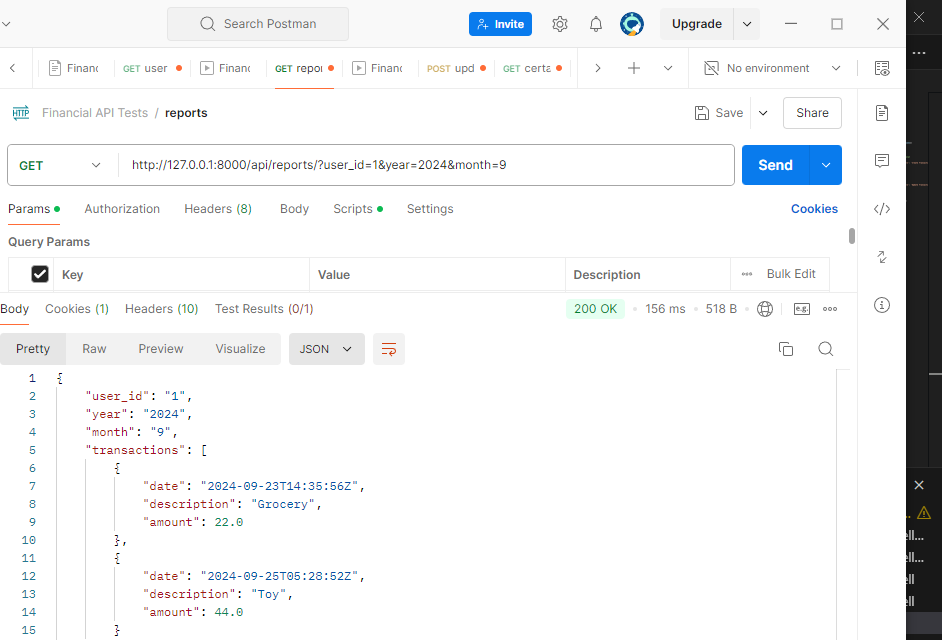 Search Postman
Invite
Upgrade
Financ
GET user
Financ
GET repor
Financ
POST upd
GET certa
No environment
HTTP
Financial API Tests / reports
Save
Share
GET
http://127.0.0.1:8000/api/reports/?user_id=1&year=2024&month=9
Send
Params
Authorization
Headers (8)
Body
Scripts
Settings
Cookies
Query Params
Key
Value
Description
Bulk Edit
Body
Cookies (1)
Headers (10)
Test Results (0/1)
200 OK
156 ms
518 B
e.g.
Pretty
Raw
Preview
Visualize
JSON
1 {
2 "user_id": "1",
3 "year": "2024",
4 "month": "9",
5 "transactions": [
6 {
7 "date": "2024-09-23T14:35:56Z",
8 "description": "Grocery",
9 "amount": 22.0
10 },
11 {
12 "date": "2024-09-25T05:28:52Z",
13 "description": "Toy",
14 "amount": 44.0
15 }
ell...
ell...
ell
ell